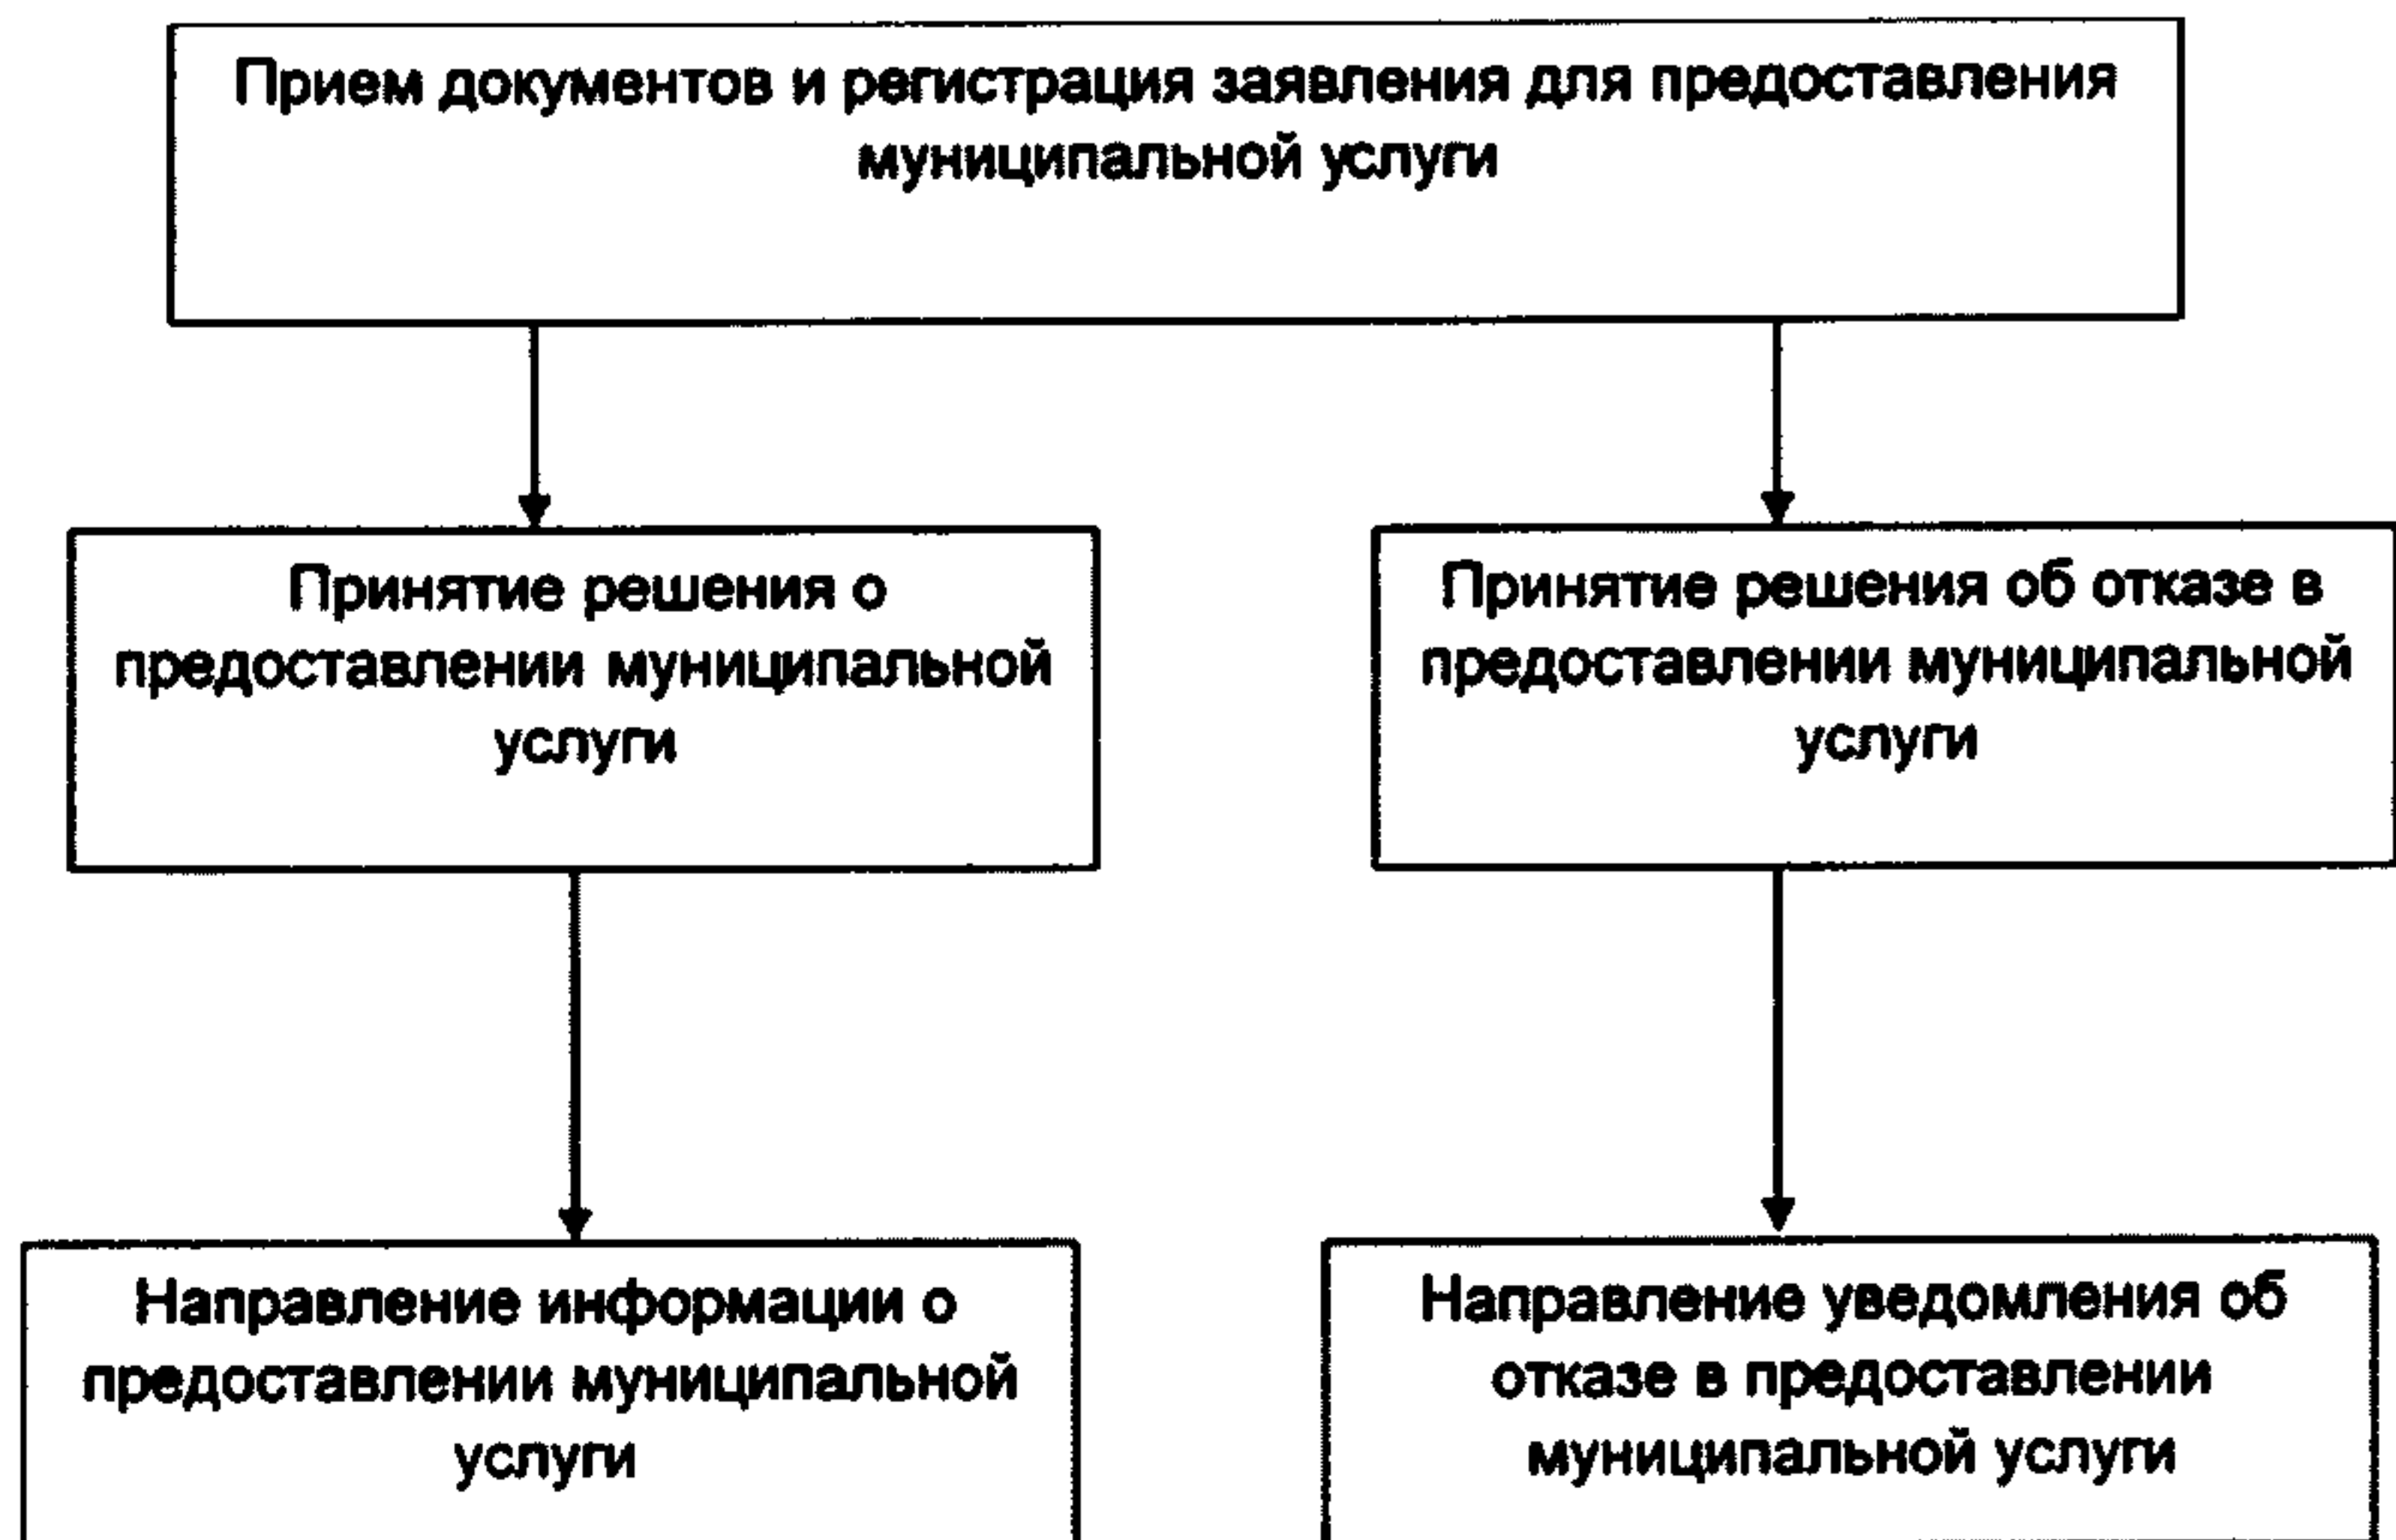 Прием документов и регистрация заявления для предоставления
муниципальной услуги
Принятие решения о
предоставлении муниципальной
услуги
Принятие решения об отказе в
предоставлении муниципальной
услуги
Направление информации о
предоставлении муниципальной
услуги
Направление уведомления об
отказе в предоставлении
муниципальной услуги